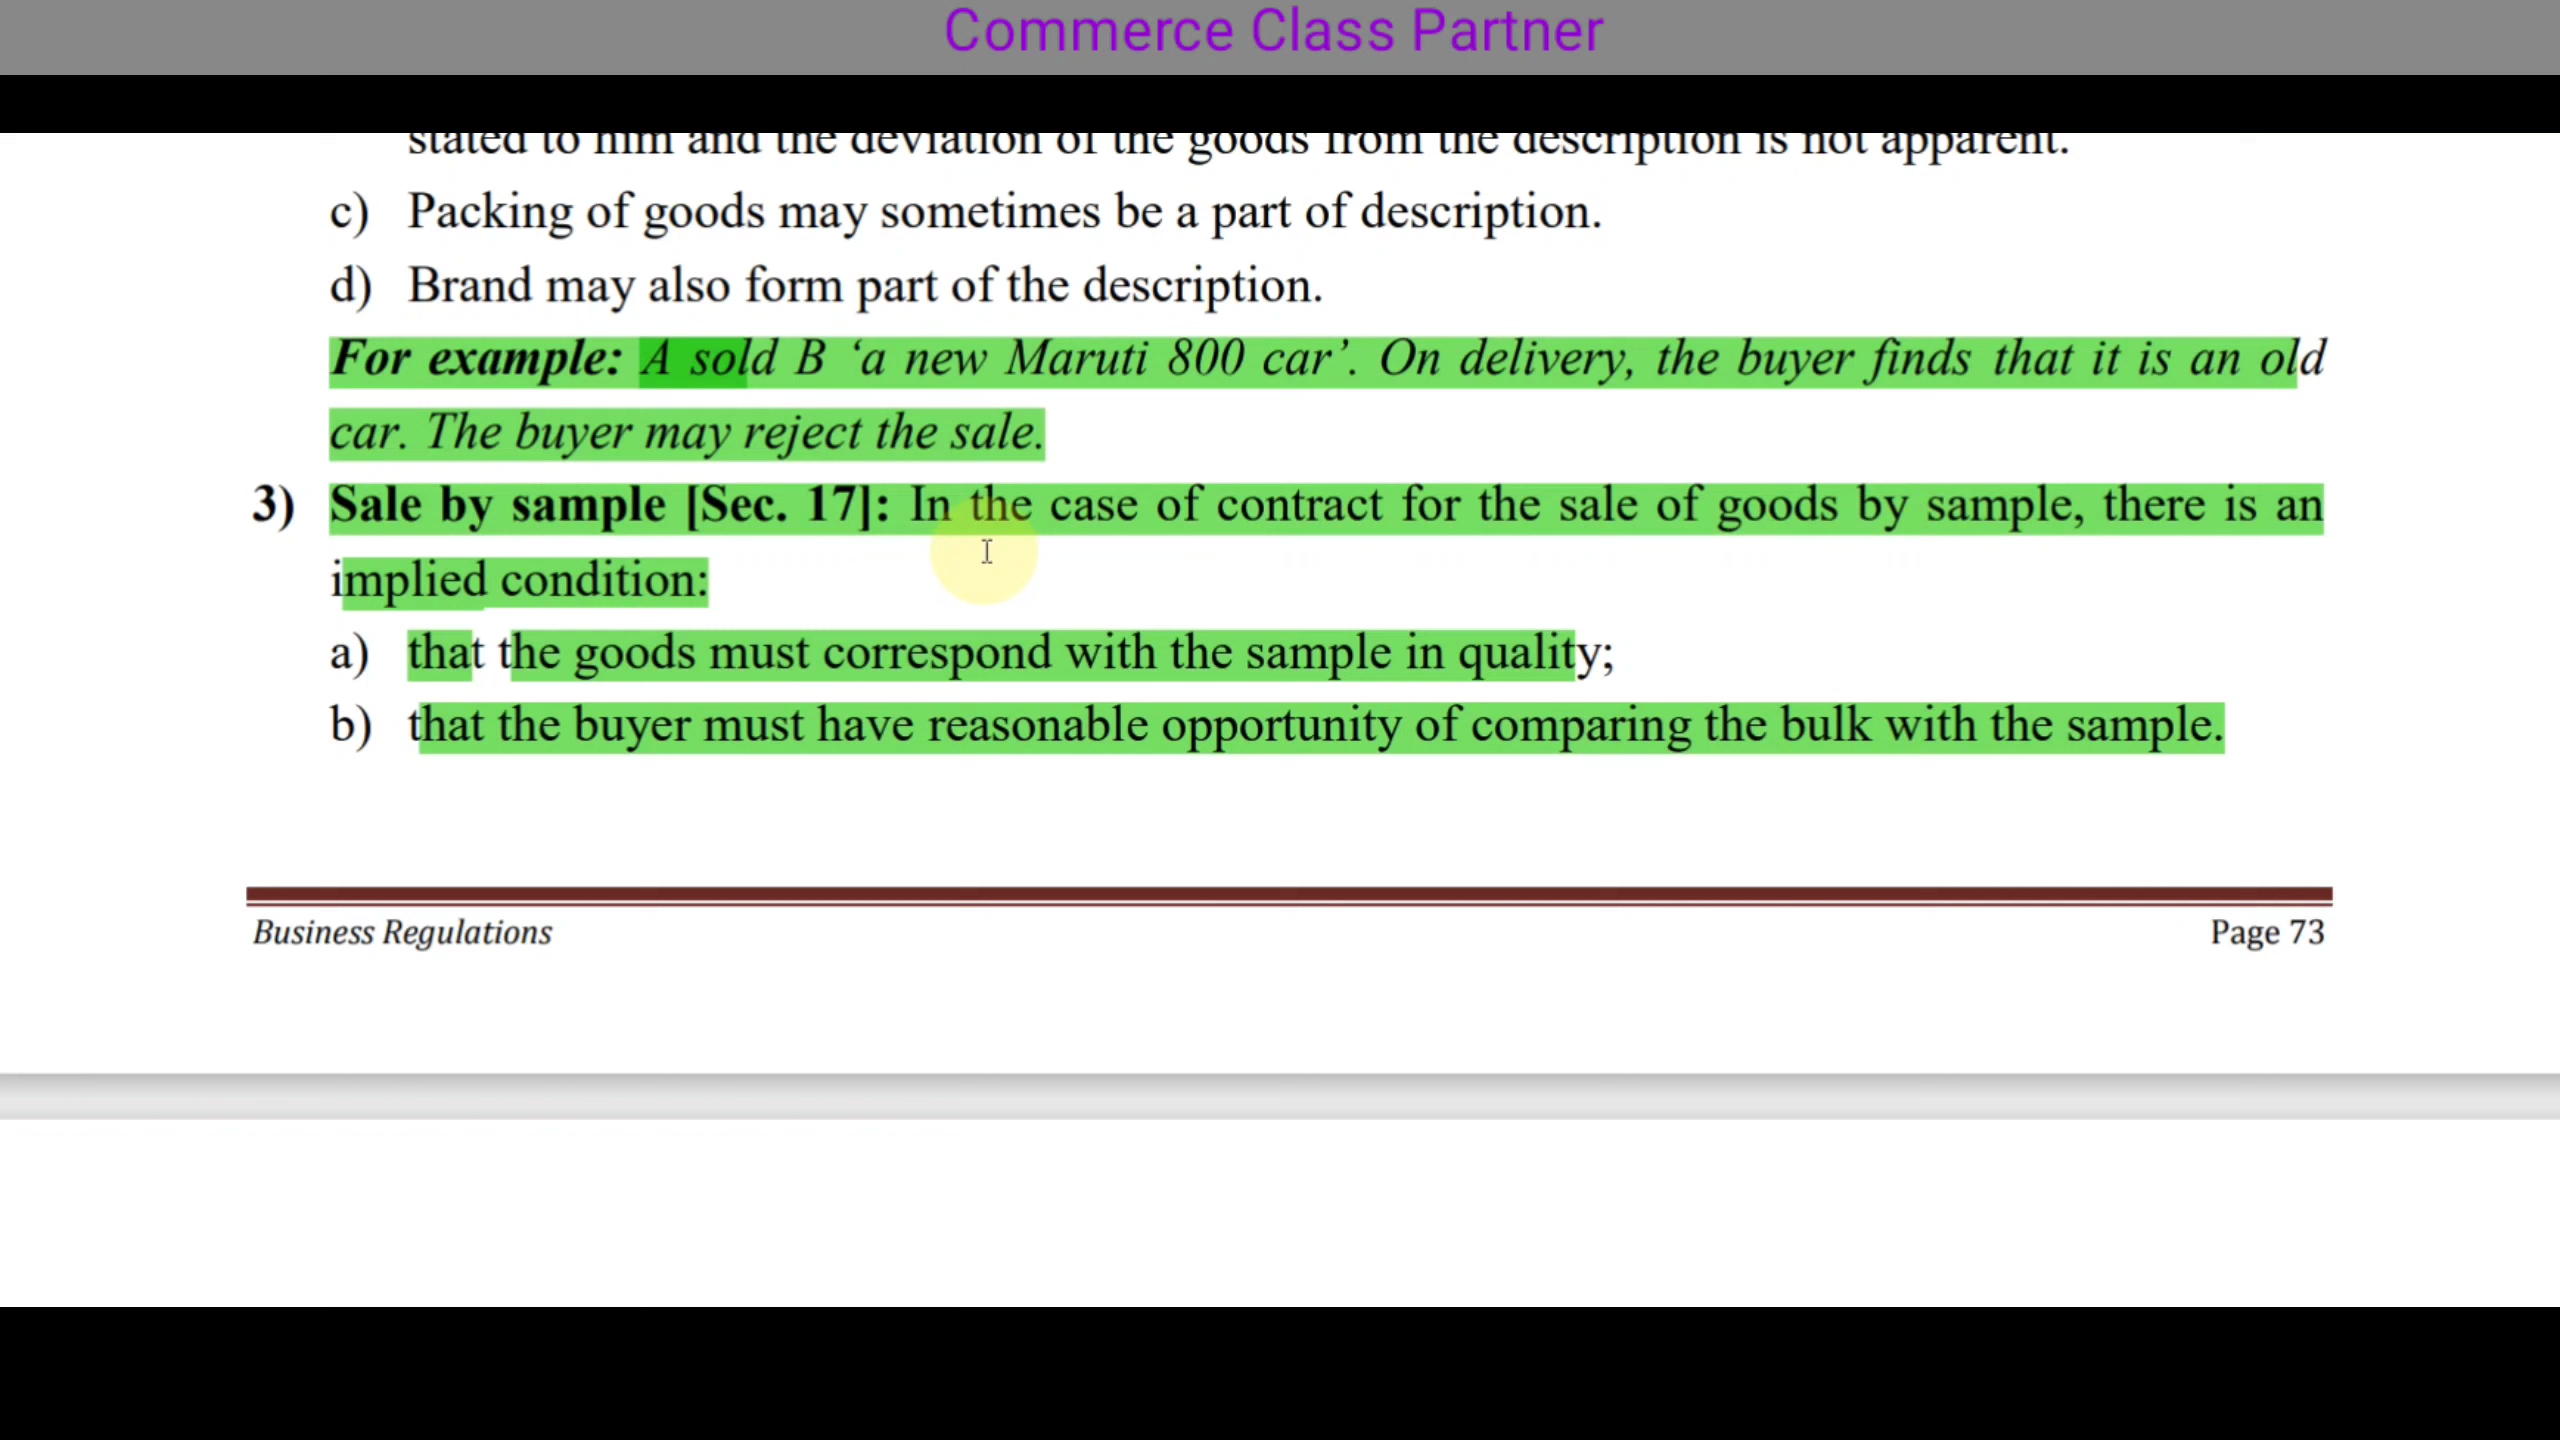 Commerce Class Partner
stated to him and the deviation of the goods from the description is not apparent.
c) Packing of goods may sometimes be a part of description.
d) Brand may also form part of the description.
For example: A sold B ‘a new Maruti 800 car’. On delivery, the buyer finds that it is an old
car. The buyer may reject the sale.
3) Sale by sample [Sec. 17]: In the case of contract for the sale of goods by sample, there is an
implied condition:
a) that the goods must correspond with the sample in quality;
b) that the buyer must have reasonable opportunity of comparing the bulk with the sample.
Business Regulations Page 73